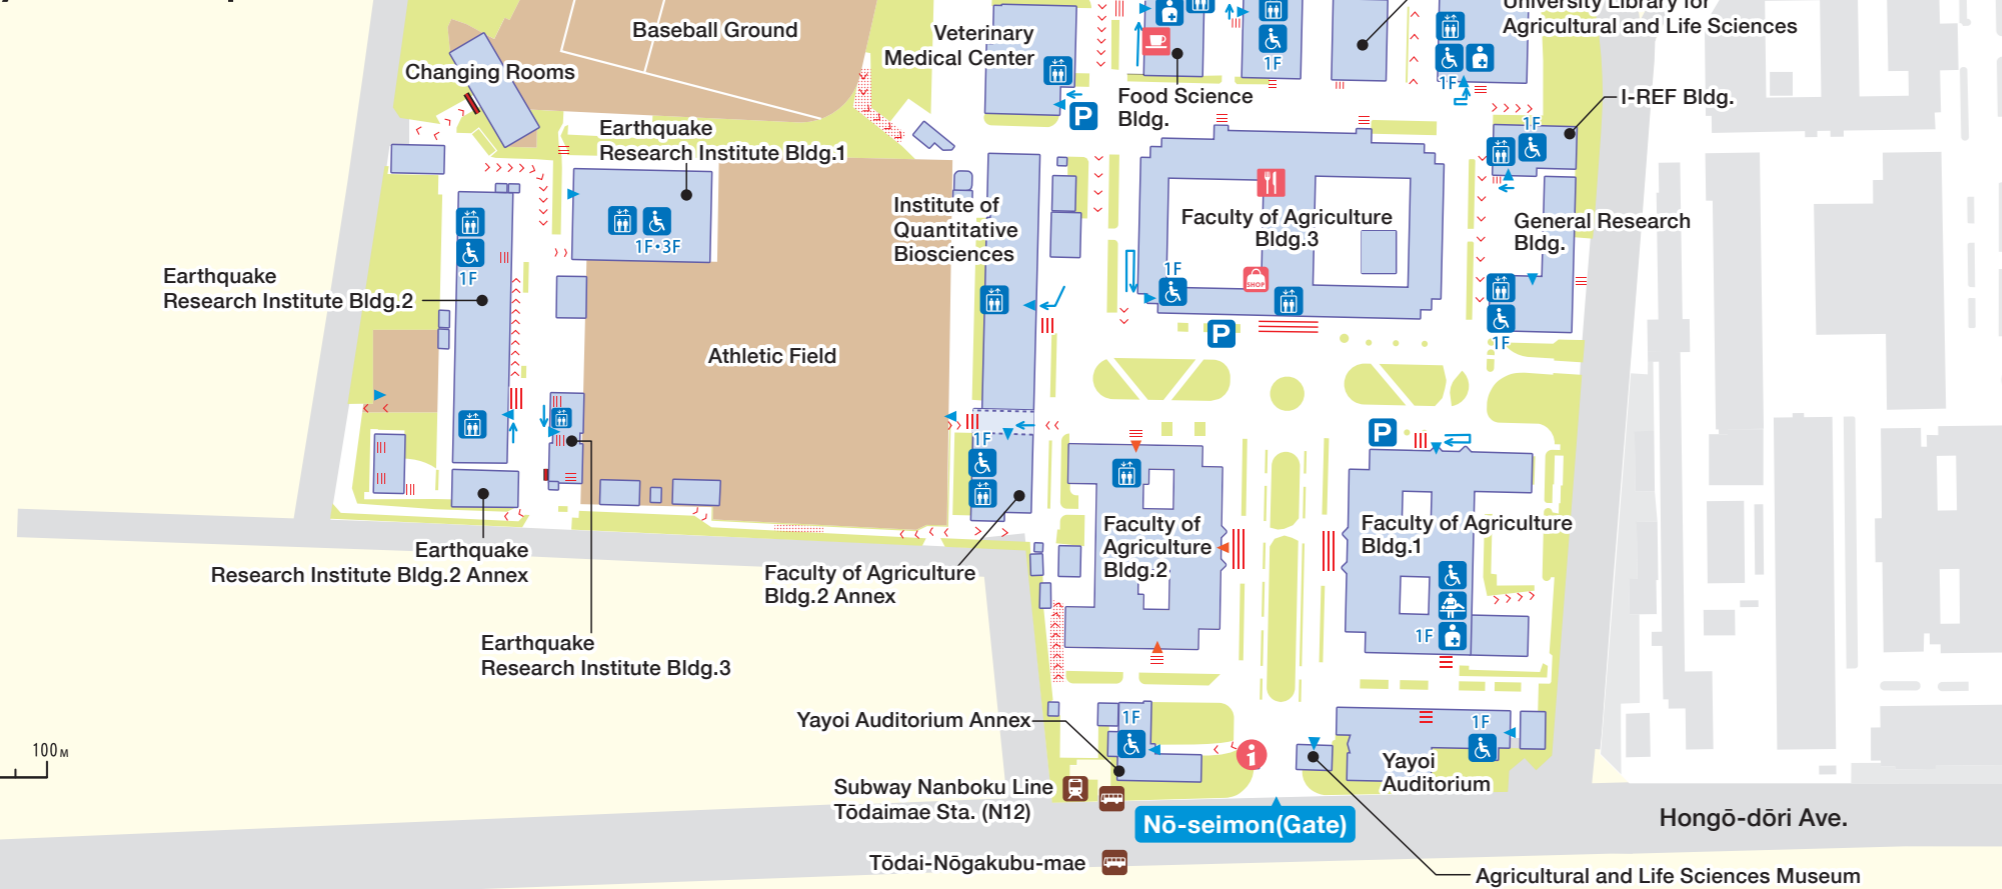 University Library for
Agricultural and Life Sciences
Baseball Ground
Veterinary
Medical Center
Changing Rooms
1F
1F
Food Science
Bldg.
P
I-REF Bldg.
1F
Earthquake
Research Institute Bldg.1
1F・3F
Institute of
Quantitative
Biosciences
Faculty of Agriculture
Bldg.3
General Research
Bldg.
1F
SHOP
Earthquake
Research Institute Bldg.2
1F
P
1F
Athletic Field
1F
P
Faculty of
Agriculture
Bldg.2
Faculty of Agriculture
Bldg.1
1F
Earthquake
Research Institute Bldg.2 Annex
Faculty of Agriculture
Bldg.2 Annex
Earthquake
Research Institute Bldg.3
Yayoi Auditorium Annex
1F
i
1F
Yayoi
Auditorium
100M
Subway Nanboku Line
Tōdaimae Sta. (N12)
Nō-seimon(Gate)
Hongō-dōri Ave.
Tōdai-Nōgakubu-mae
Agricultural and Life Sciences Museum